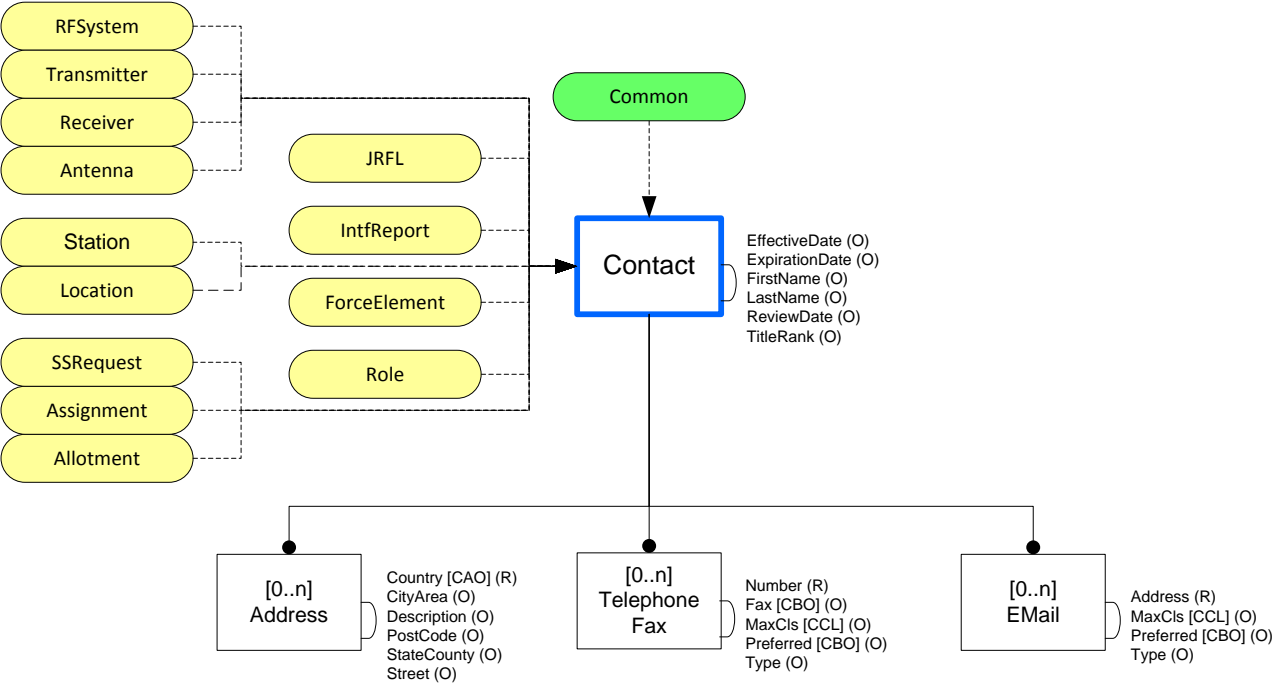 RFSystem
Transmitter
Receiver
Antenna
Station
Location
SSRequest
Assignment
Allotment
JRFL
IntfReport
ForceElement
Role
Common
Contact
EffectiveDate (O)
ExpirationDate (O)
FirstName (O)
LastName (O)
ReviewDate (O)
TitleRank (O)
[0..n]
Address
Country [CAO] (R)
CityArea (O)
Description (O)
PostCode (O)
StateCounty (O)
Street (O)
[0..n]
Telephone
Fax
Number (R)
Fax [CBO] (O)
MaxCls [CCL] (O)
Preferred [CBO] (O)
Type (O)
[0..n]
EMail
Address (R)
MaxCls [CCL] (O)
Preferred [CBO] (O)
Type (O)